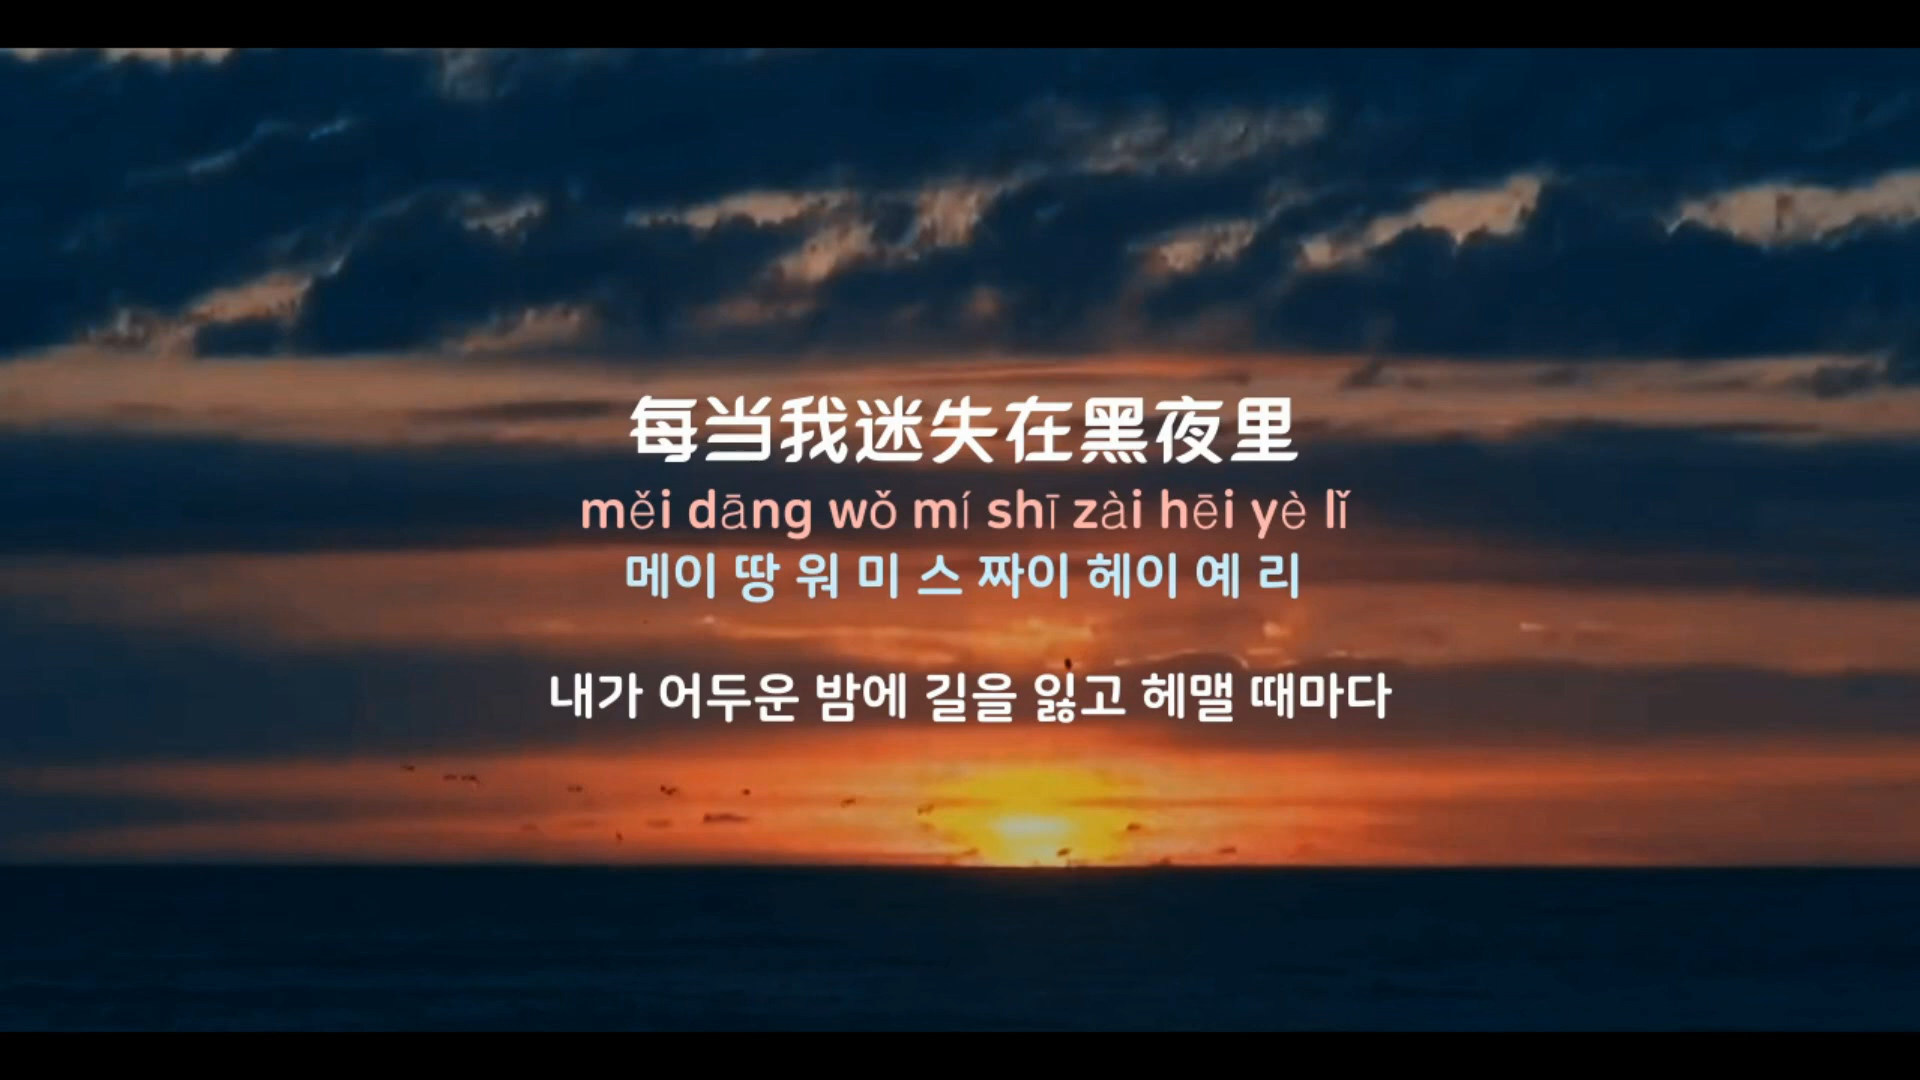 每当我迷失在黑夜里
měi dāng wǒ mí shī zài hēi yè lǐ
메이 땅 워 미 스 짜이 헤이 예 리
내가 어두운 밤에 길을 잃고 헤맬 때마다